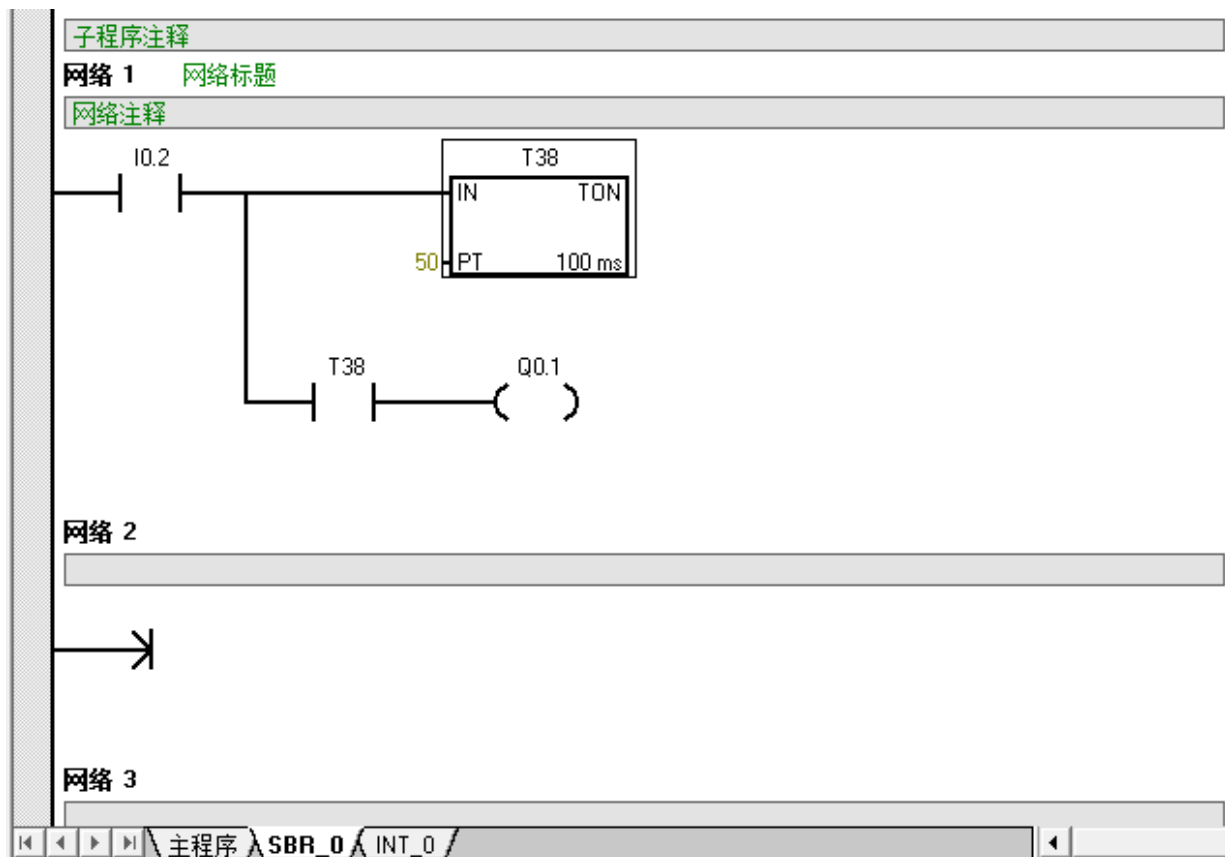 子程序注释
网络 1 网络标题
网络注释
I0.2 T38
IN TON
50 PT 100 ms
T38 Q0.1
网络 2
网络 3
主程序 SBR_0 INT_0